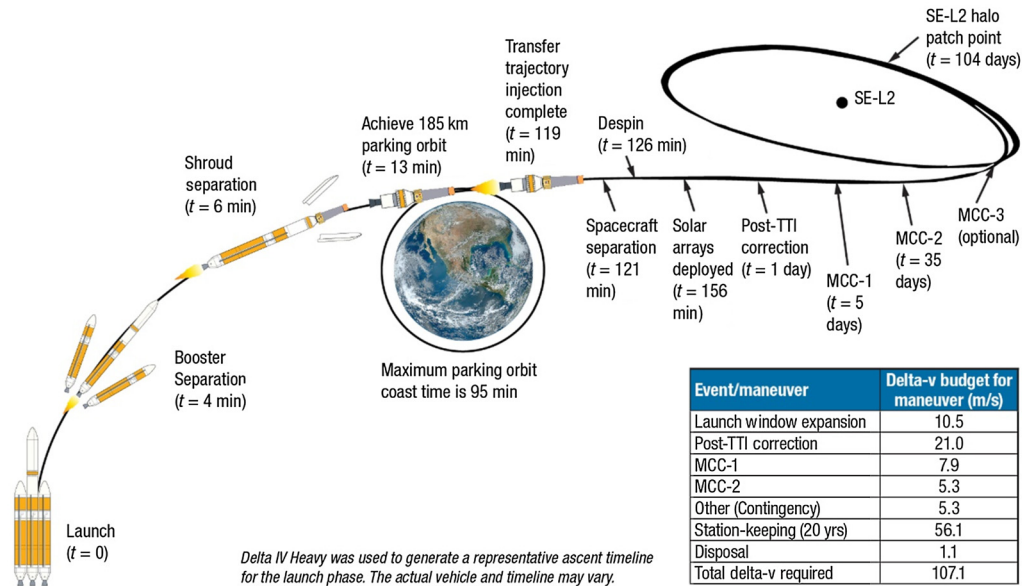 SE-L2 halo
patch point
(t = 104 days)
SE-L2
Transfer
trajectory
injection
complete
(t = 119
min)
Despin
(t = 126 min)
Achieve 185 km
parking orbit
(t = 13 min)
Shroud
separation
(t = 6 min)
Spacecraft
separation
(t = 121
min)
Solar
arrays
deployed
(t = 156
min)
Post-TTI
correction
(t = 1 day)
MCC-1
(t = 5
days)
MCC-2
(t = 35
days)
MCC-3
(optional)
Booster
Separation
(t = 4 min)
Maximum parking orbit
coast time is 95 min
Launch
(t = 0)
Delta IV Heavy was used to generate a representative ascent timeline
for the launch phase. The actual vehicle and timeline may vary.
Event/maneuver Delta-v budget for
maneuver (m/s)
Launch window expansion 10.5
Post-TTI correction 21.0
MCC-1 7.9
MCC-2 5.3
Other (Contingency) 5.3
Station-keeping (20 yrs) 56.1
Disposal 1.1
Total delta-v required 107.1